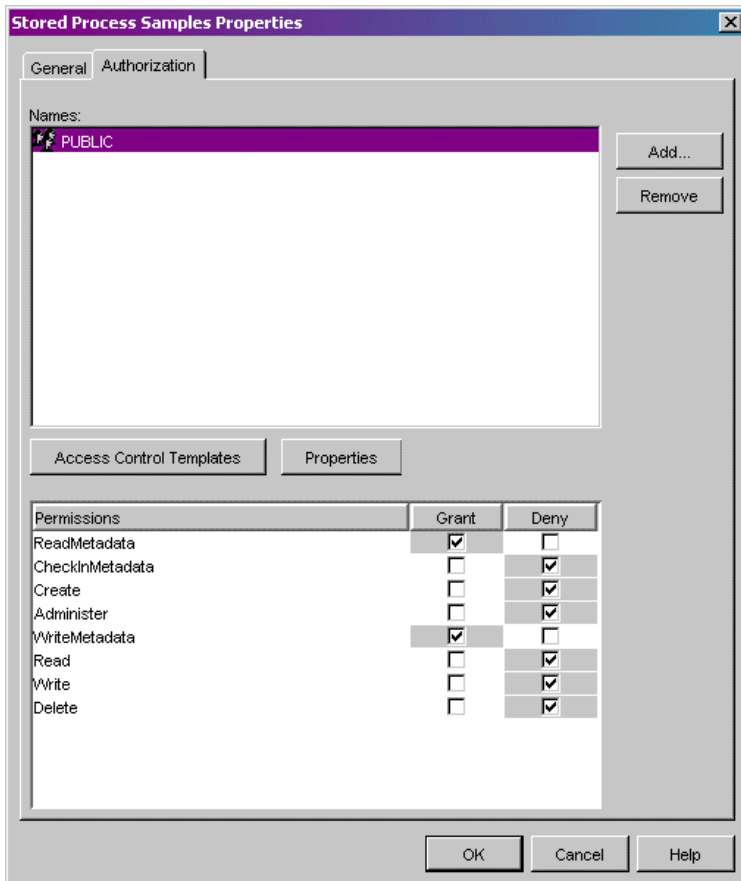 Stored Process Samples Properties
General Authorization
Names:
PUBLIC
Add...
Remove
Access Control Templates Properties
Permissions Grant Deny
ReadMetadata
CheckInMetadata
Create
Administer
WriteMetadata
Read
Write
Delete
OK Cancel Help